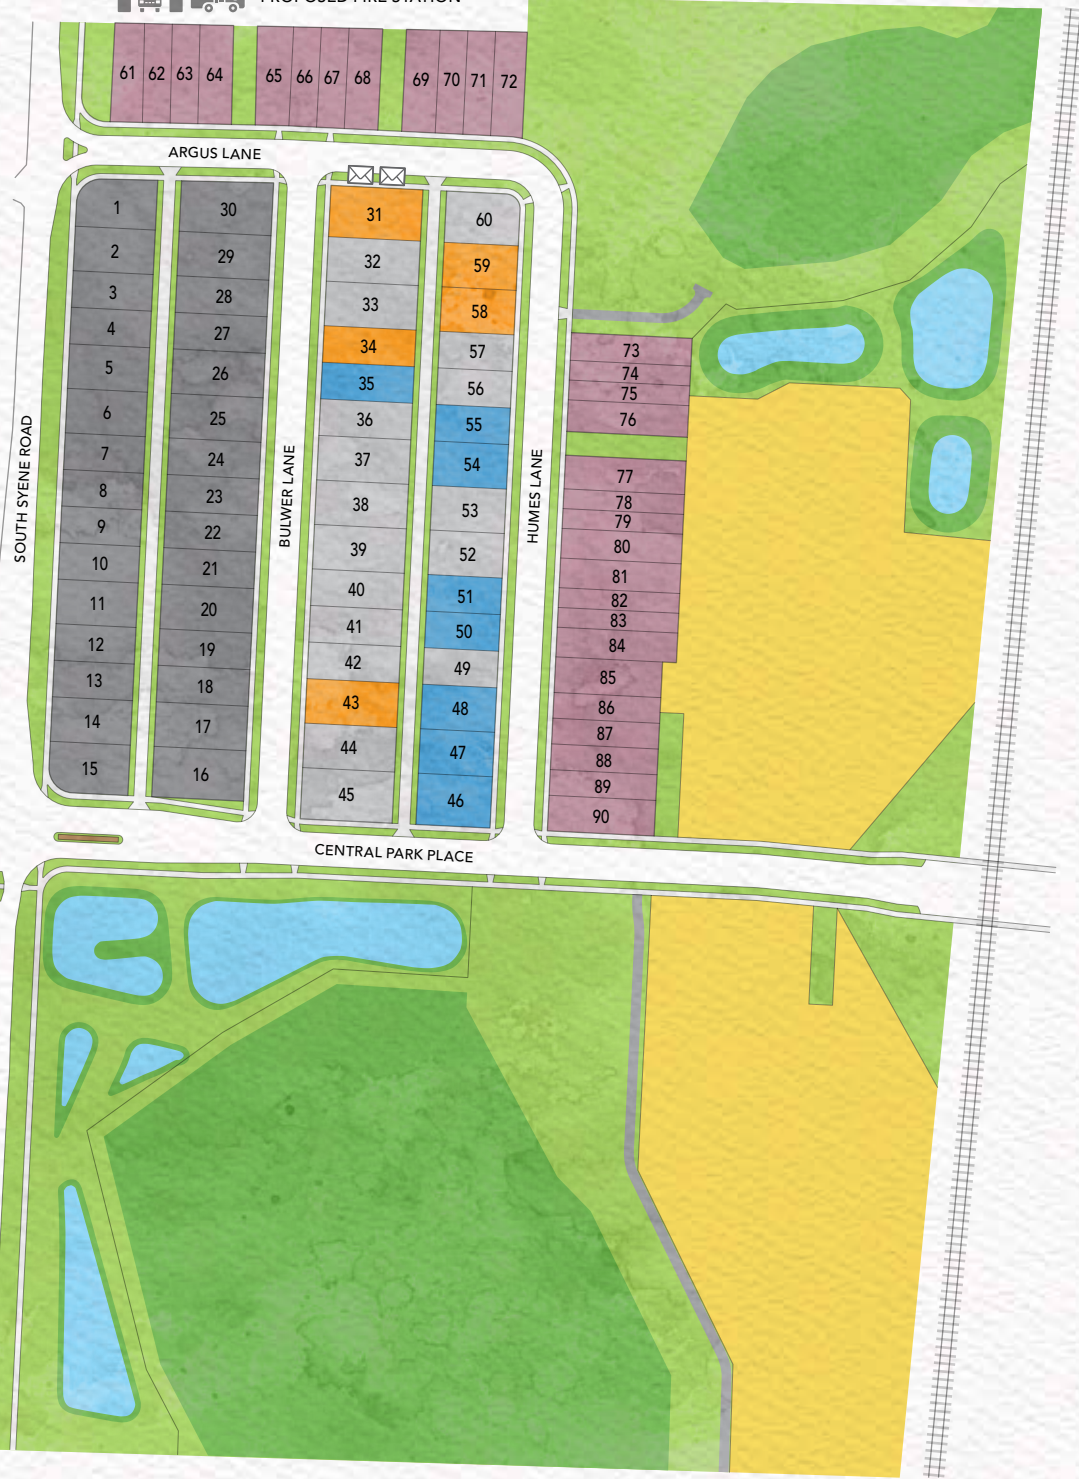 PROPOSED FIRE STATION
61 62 63 64 65 66 67 68 69 70 71 72
ARGUS LANE
1 30 31 60
2 29 32 59
3 28 33 58
4 27 34 57
5 26 35 56
6 25 36 55
7 24 37 54
8 23 38 53
9 22 39 52
10 21 40 51
11 20 41 50
12 19 42 49
13 18 43 48
14 17 44 47
15 16 45 46
SOUTH SYENE ROAD
BULWER LANE
HUMES LANE
73
74
75
76
77
78
79
80
81
82
83
84
85
86
87
88
89
90
CENTRAL PARK PLACE